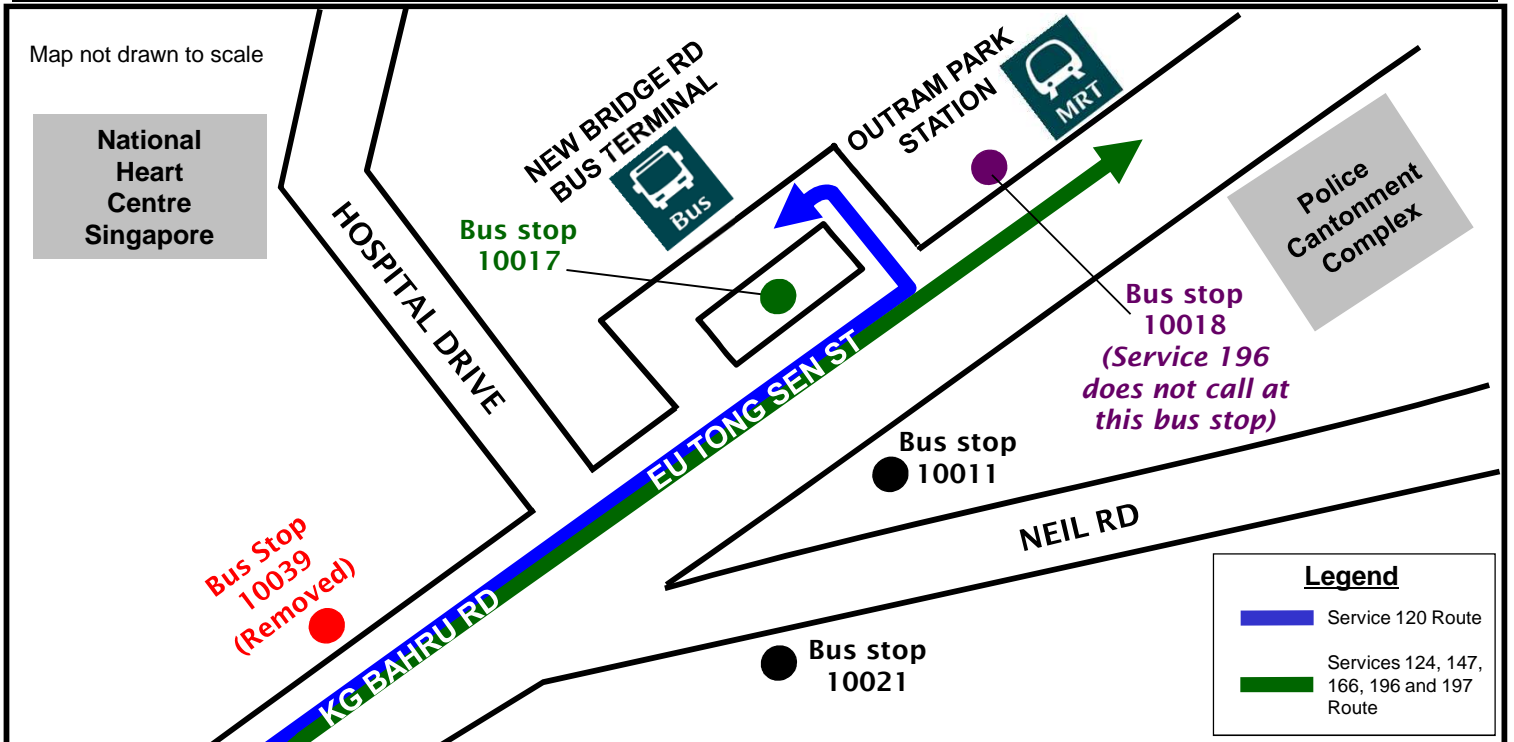 Map not drawn to scale
National
Heart
Centre
Singapore
HOSPITAL DRIVE
NEW BRIDGE RD
BUS TERMINAL
Bus
OUTRAM PARK
STATION
MRT
Police
Cantonment
Complex
Bus stop
10017
Bus stop
10018
(Service 196
does not call at
this bus stop)
EU TONG SEN ST
Bus stop
10011
NEIL RD
Bus Stop
10039
(Removed)
KG BAHRU RD
Bus stop
10021
Legend
Service 120 Route
Services 124, 147,
166, 196 and 197
Route